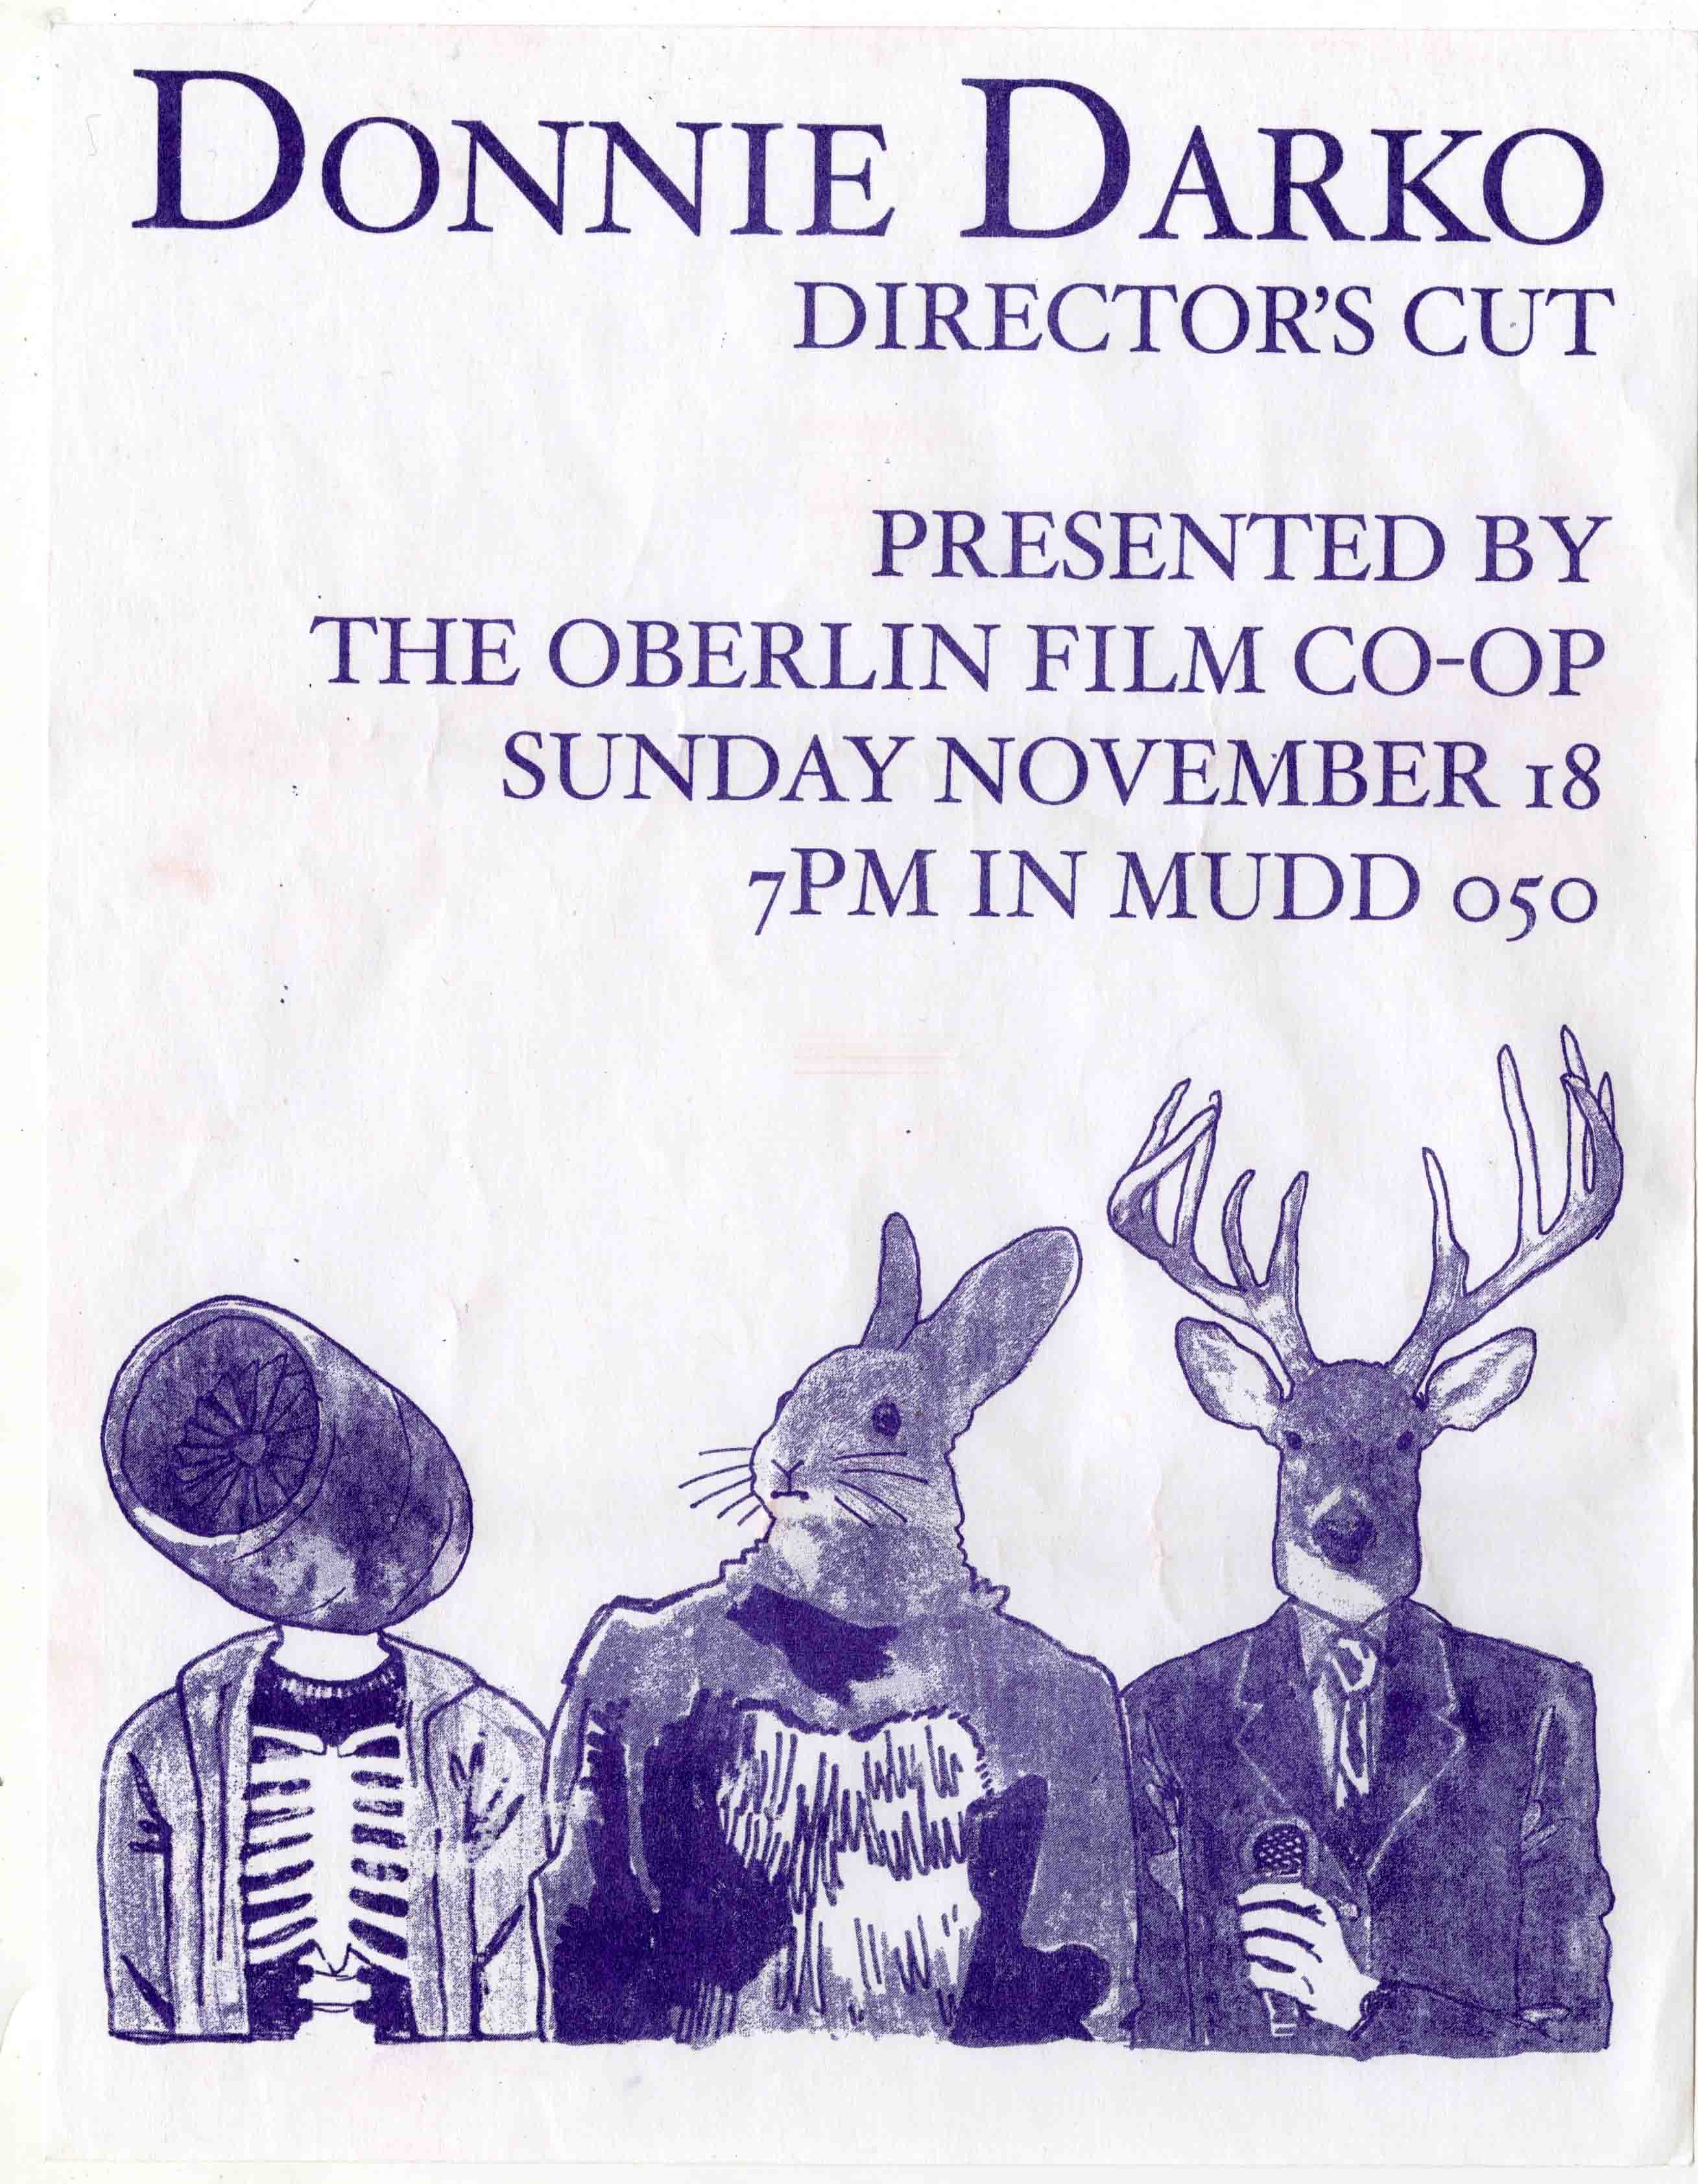 DONNIE DARKO
DIRECTOR'S CUT
PRESENTED BY
THE OBERLIN FILM CO-OP
SUNDAY NOVEMBER 18
7PM IN MUDD 050